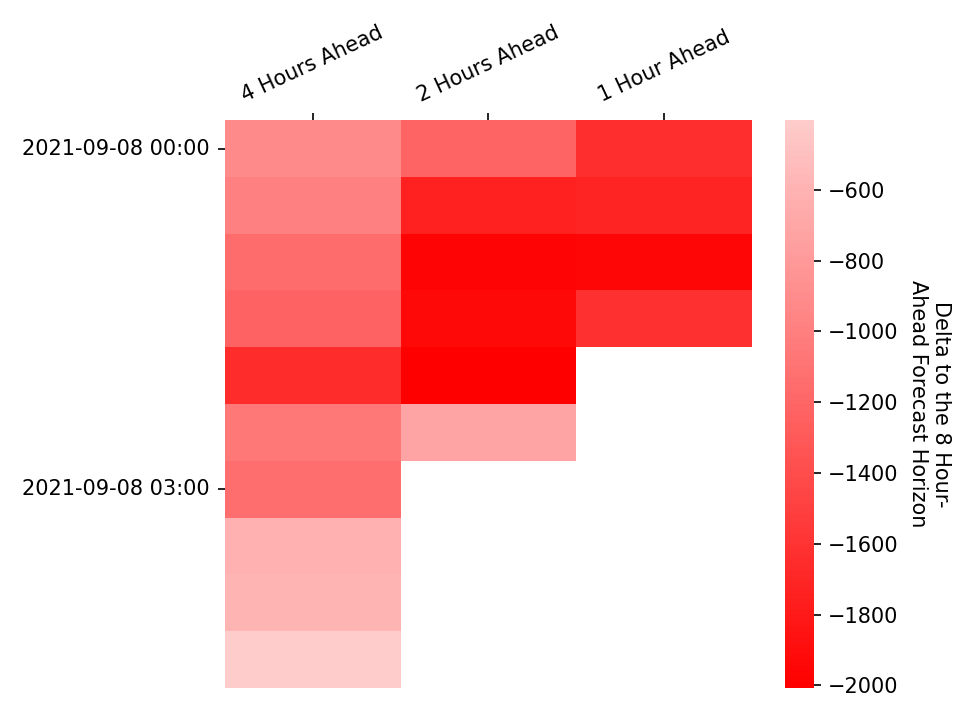 4 Hours Ahead
2 Hours Ahead
1 Hour Ahead
2021-09-08 00:00
2021-09-08 03:00
−600
−800
−1000
−1200
−1400
−1600
−1800
−2000
Delta to the 8 Hour-
Ahead Forecast Horizon